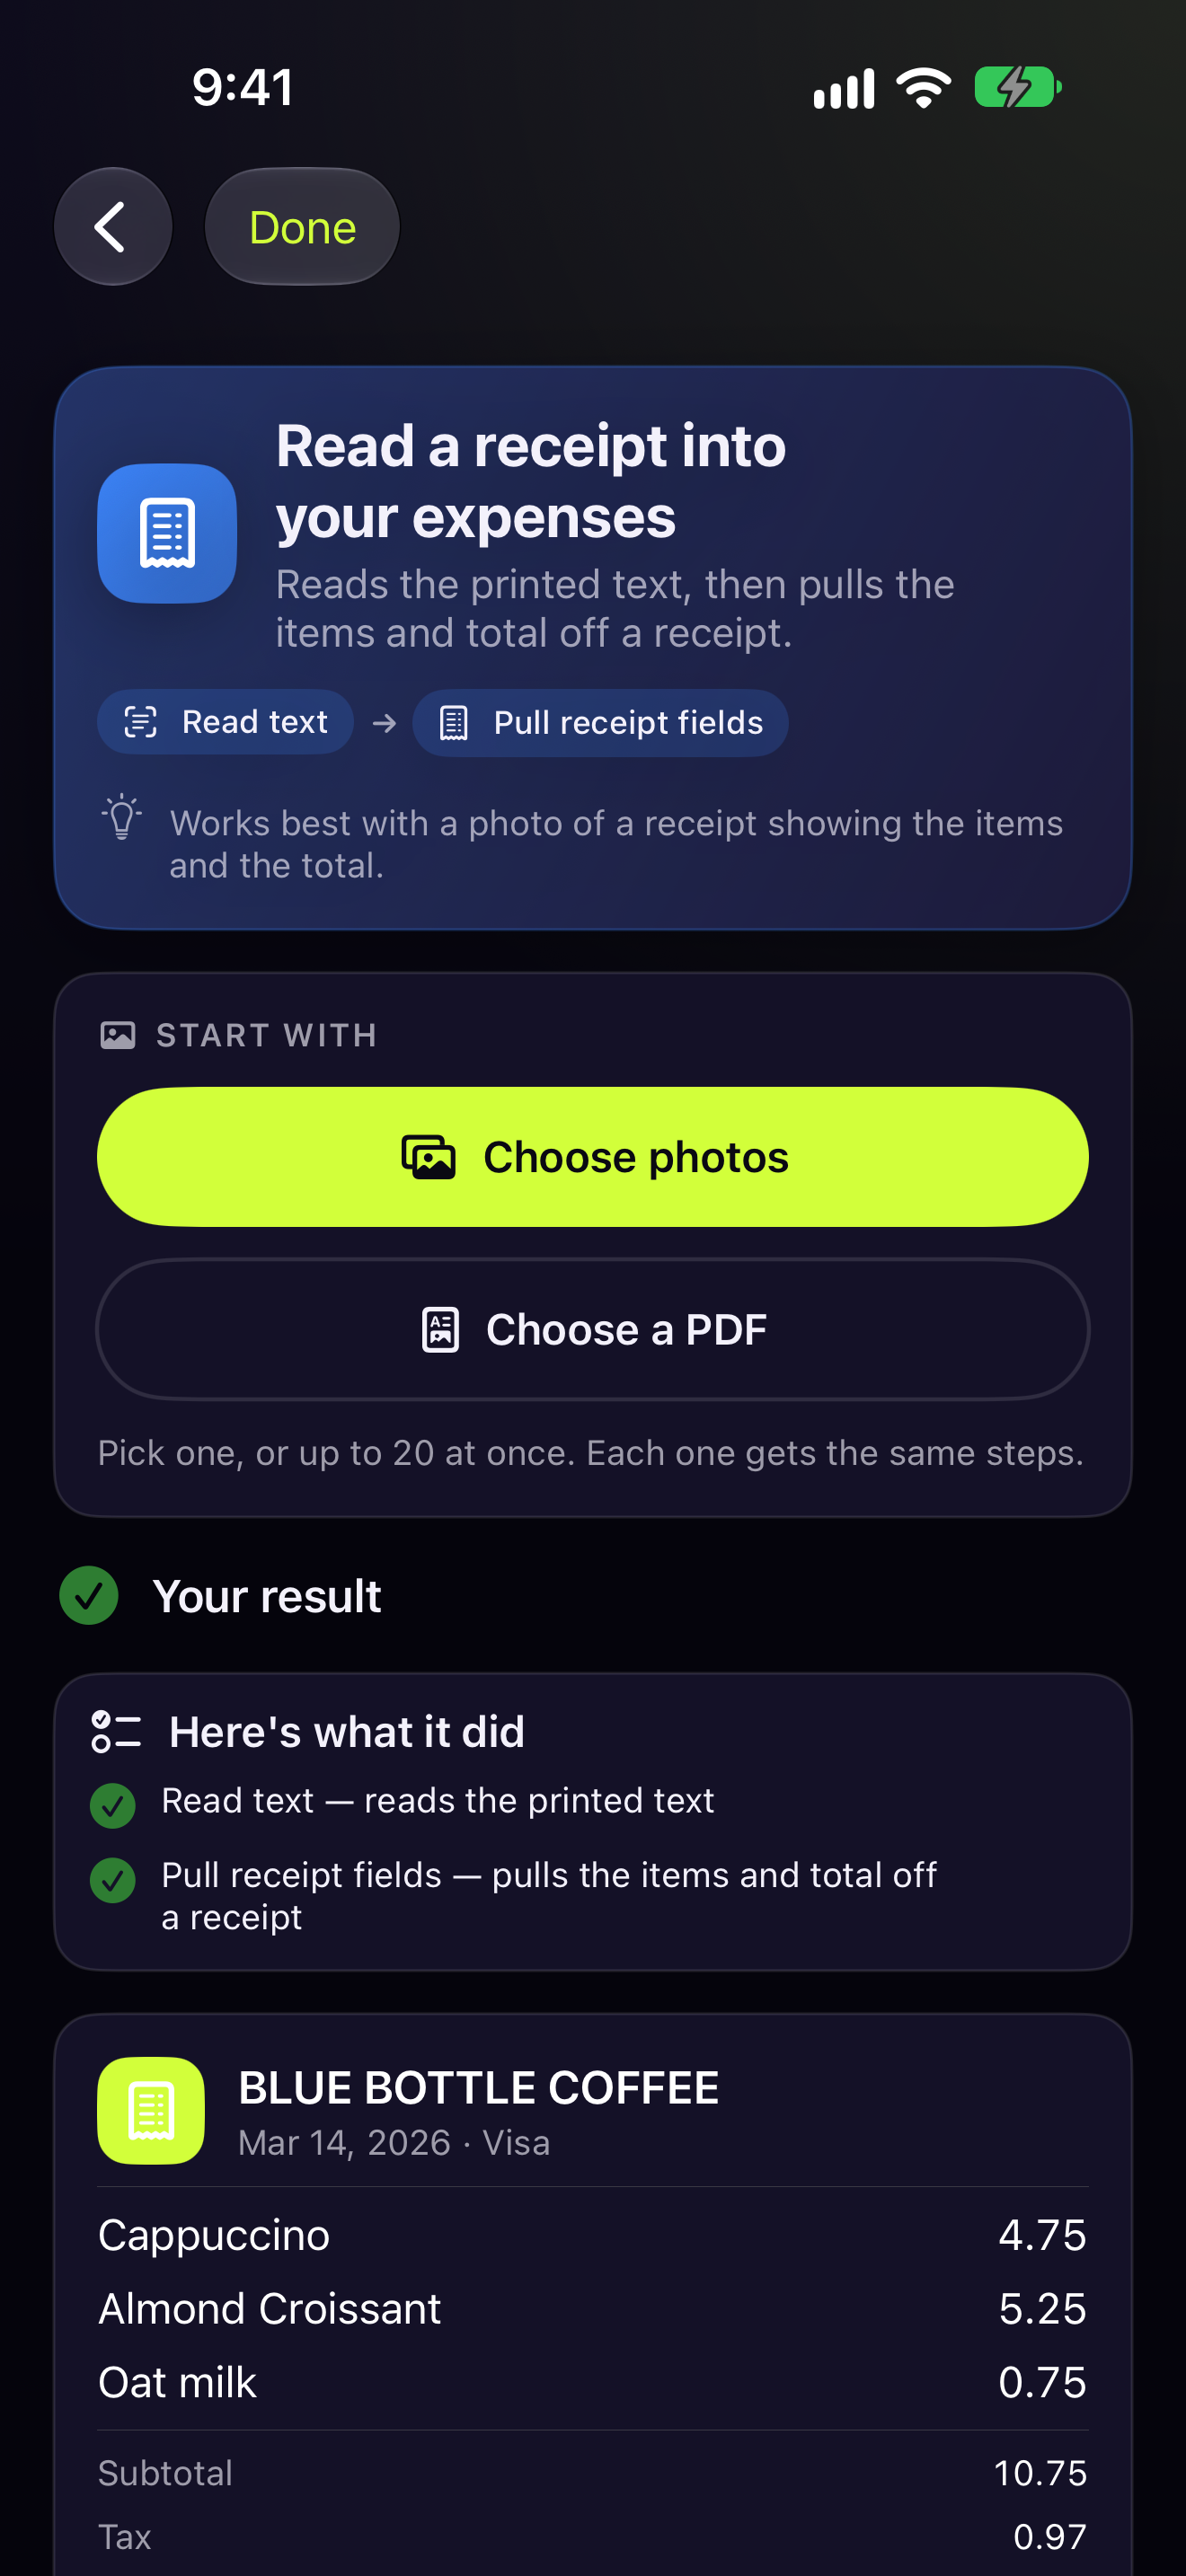 9:41
Done
Read a receipt into
your expenses
Reads the printed text, then pulls the
items and total off a receipt.
Read text → Pull receipt fields
Works best with a photo of a receipt showing the items
and the total.
START WITH
Choose photos
Choose a PDF
Pick one, or up to 20 at once. Each one gets the same steps.
Your result
Here's what it did
Read text — reads the printed text
Pull receipt fields — pulls the items and total off
a receipt
BLUE BOTTLE COFFEE
Mar 14, 2026 · Visa
Cappuccino 4.75
Almond Croissant 5.25
Oat milk 0.75
Subtotal 10.75
Tax 0.97